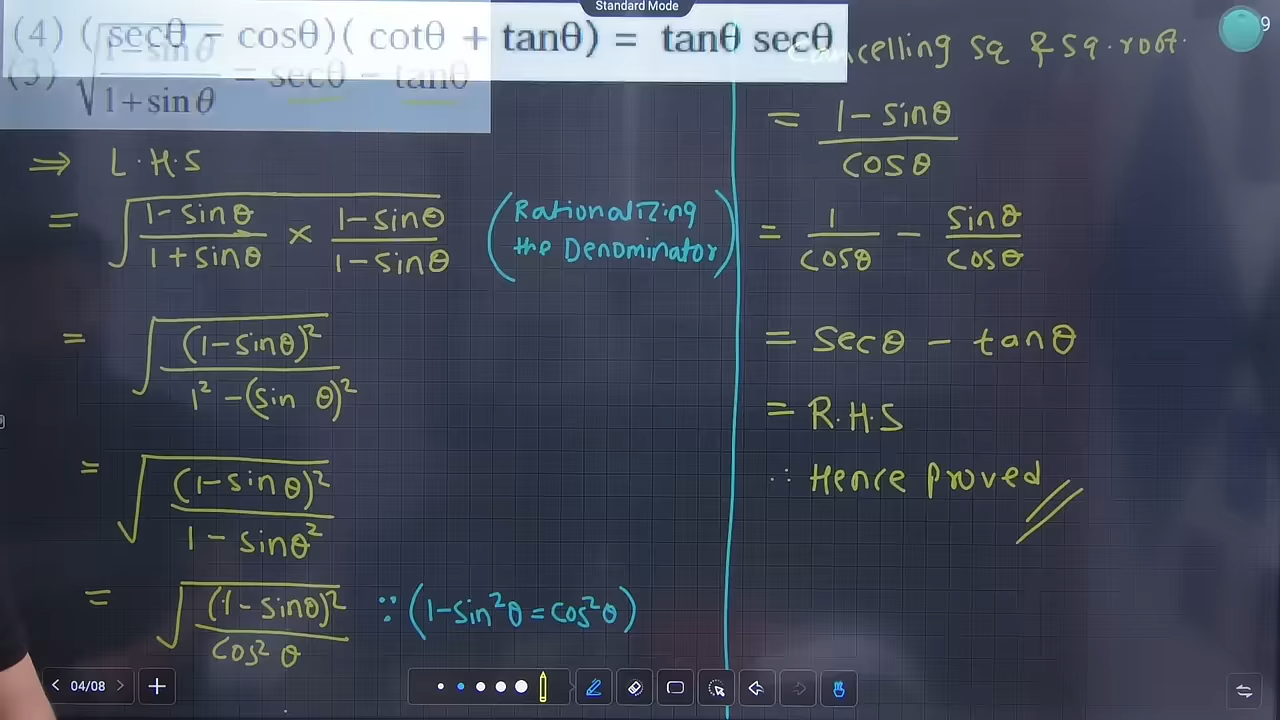 Standard Mode
(4) ( secθ − cosθ)( cotθ + tanθ) = tanθ secθ
(3) √(1−sinθ / 1+sinθ) = secθ − tanθ
⇒ L.H.S
= √(1−sinθ / 1+sinθ × 1−sinθ / 1−sinθ) (Rationalizing the Denominator)
= √((1−sinθ)² / 1²−(sin θ)²)
= √((1−sinθ)² / 1−sinθ²)
= √((1−sinθ)² / cos²θ) ∵ (1−sin²θ=cos²θ)
cancelling sq & sq.root.
= 1−sinθ / cosθ
= 1/cosθ − sinθ/cosθ
= secθ − tanθ
= R.H.S
∴ Hence proved
04/08
9